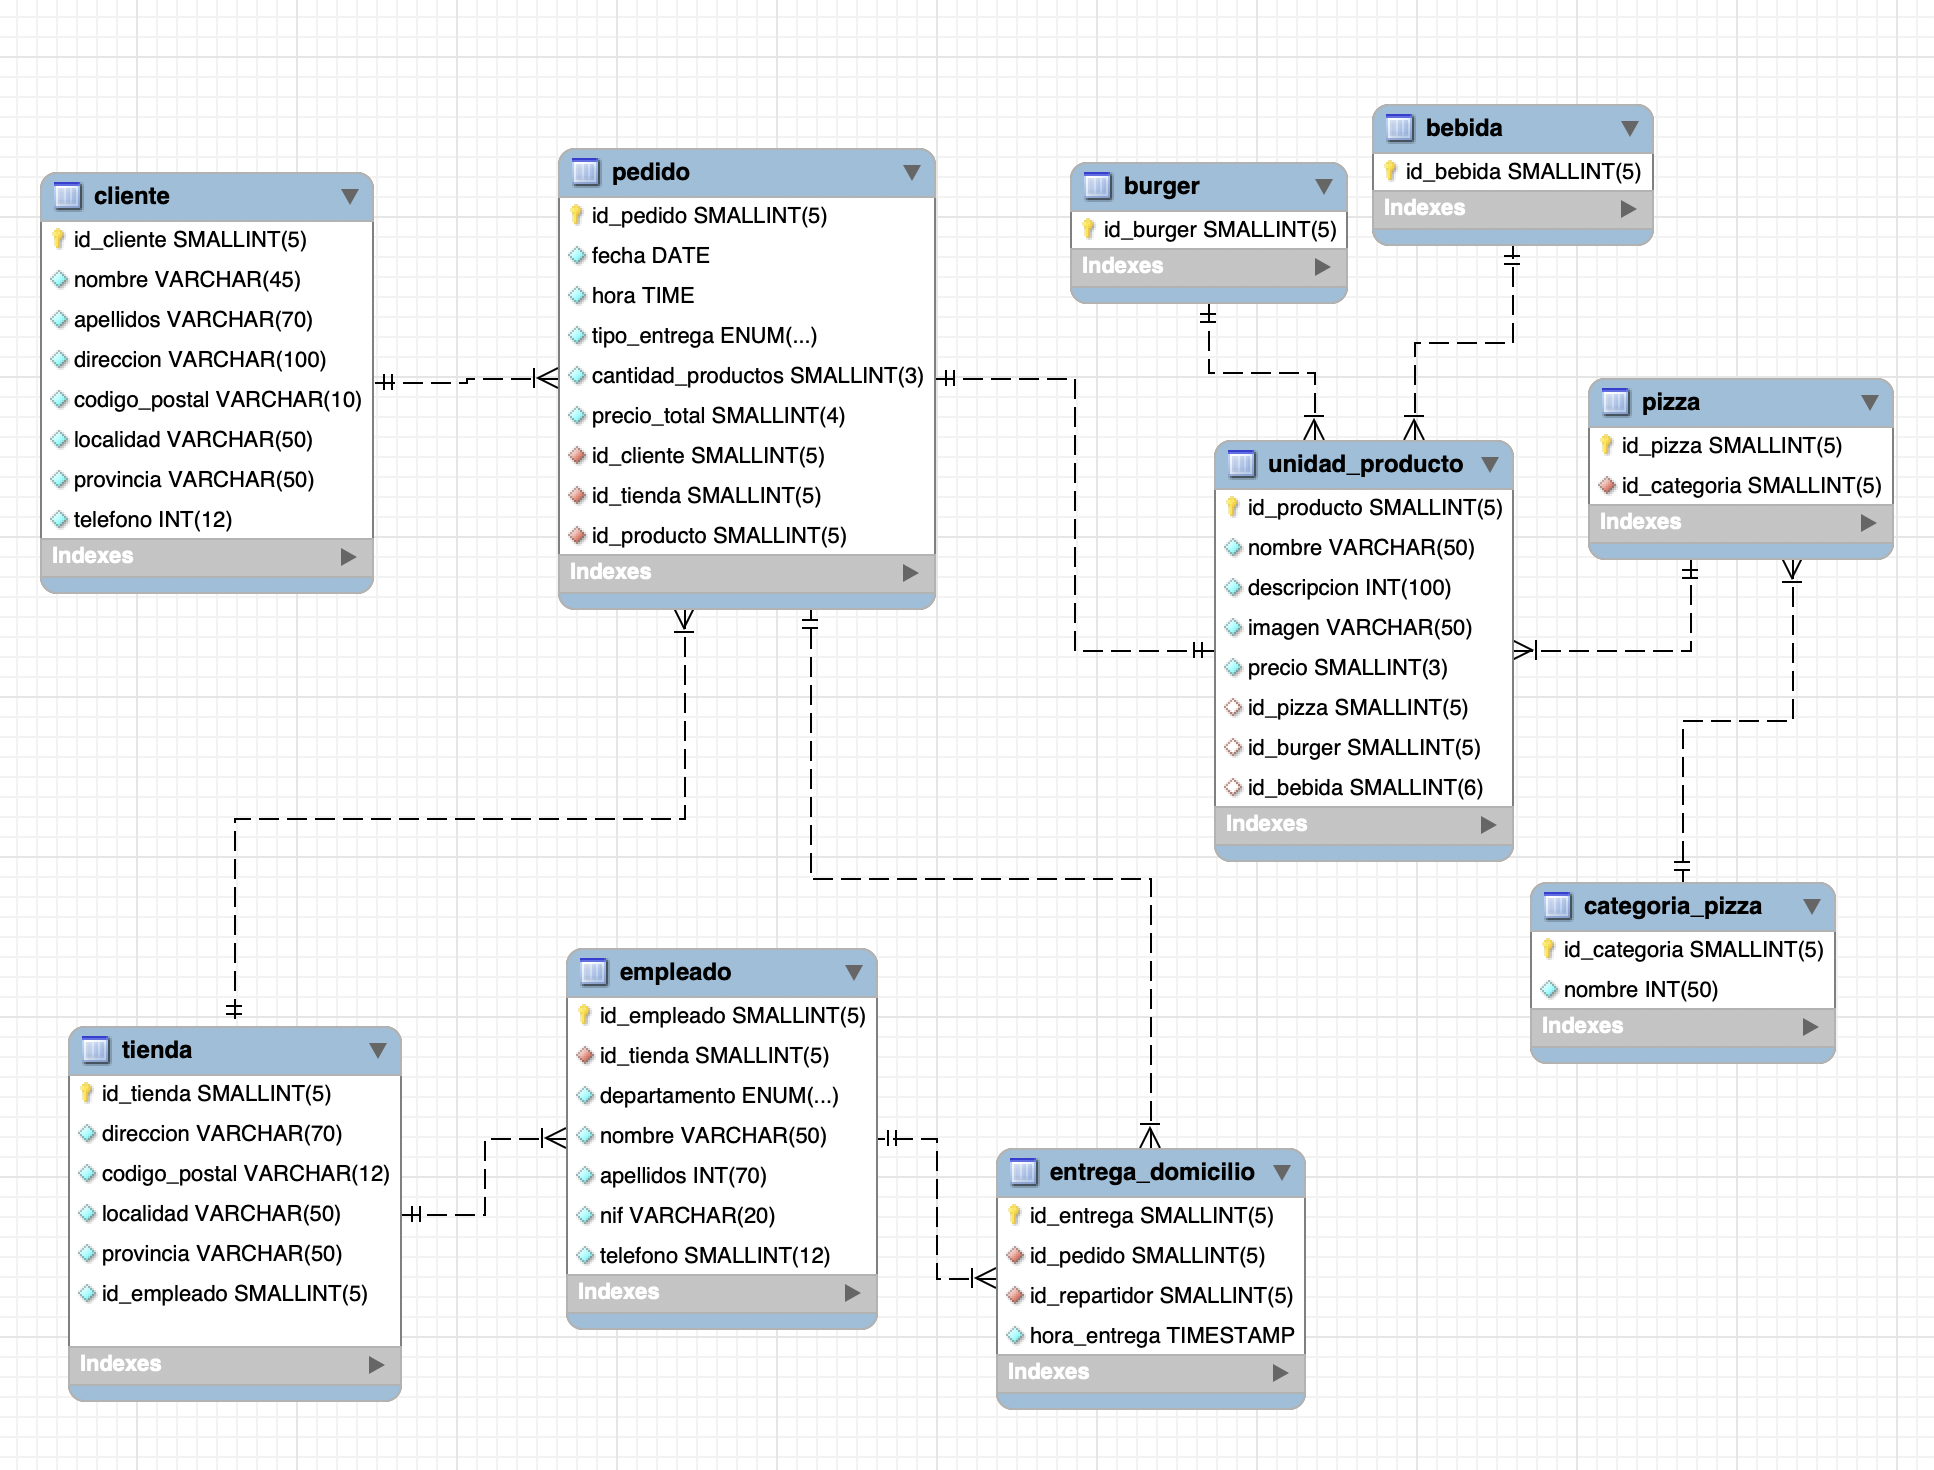 cliente
id_cliente SMALLINT(5)
nombre VARCHAR(45)
apellidos VARCHAR(70)
direccion VARCHAR(100)
codigo_postal VARCHAR(10)
localidad VARCHAR(50)
provincia VARCHAR(50)
telefono INT(12)
Indexes
pedido
id_pedido SMALLINT(5)
fecha DATE
hora TIME
tipo_entrega ENUM(...)
cantidad_productos SMALLINT(3)
precio_total SMALLINT(4)
id_cliente SMALLINT(5)
id_tienda SMALLINT(5)
id_producto SMALLINT(5)
Indexes
burger
id_burger SMALLINT(5)
Indexes
bebida
id_bebida SMALLINT(5)
Indexes
unidad_producto
id_producto SMALLINT(5)
nombre VARCHAR(50)
descripcion INT(100)
imagen VARCHAR(50)
precio SMALLINT(3)
id_pizza SMALLINT(5)
id_burger SMALLINT(5)
id_bebida SMALLINT(6)
Indexes
pizza
id_pizza SMALLINT(5)
id_categoria SMALLINT(5)
Indexes
categoria_pizza
id_categoria SMALLINT(5)
nombre INT(50)
Indexes
tienda
id_tienda SMALLINT(5)
direccion VARCHAR(70)
codigo_postal VARCHAR(12)
localidad VARCHAR(50)
provincia VARCHAR(50)
id_empleado SMALLINT(5)
Indexes
empleado
id_empleado SMALLINT(5)
id_tienda SMALLINT(5)
departamento ENUM(...)
nombre VARCHAR(50)
apellidos INT(70)
nif VARCHAR(20)
telefono SMALLINT(12)
Indexes
entrega_domicilio
id_entrega SMALLINT(5)
id_pedido SMALLINT(5)
id_repartidor SMALLINT(5)
hora_entrega TIMESTAMP
Indexes